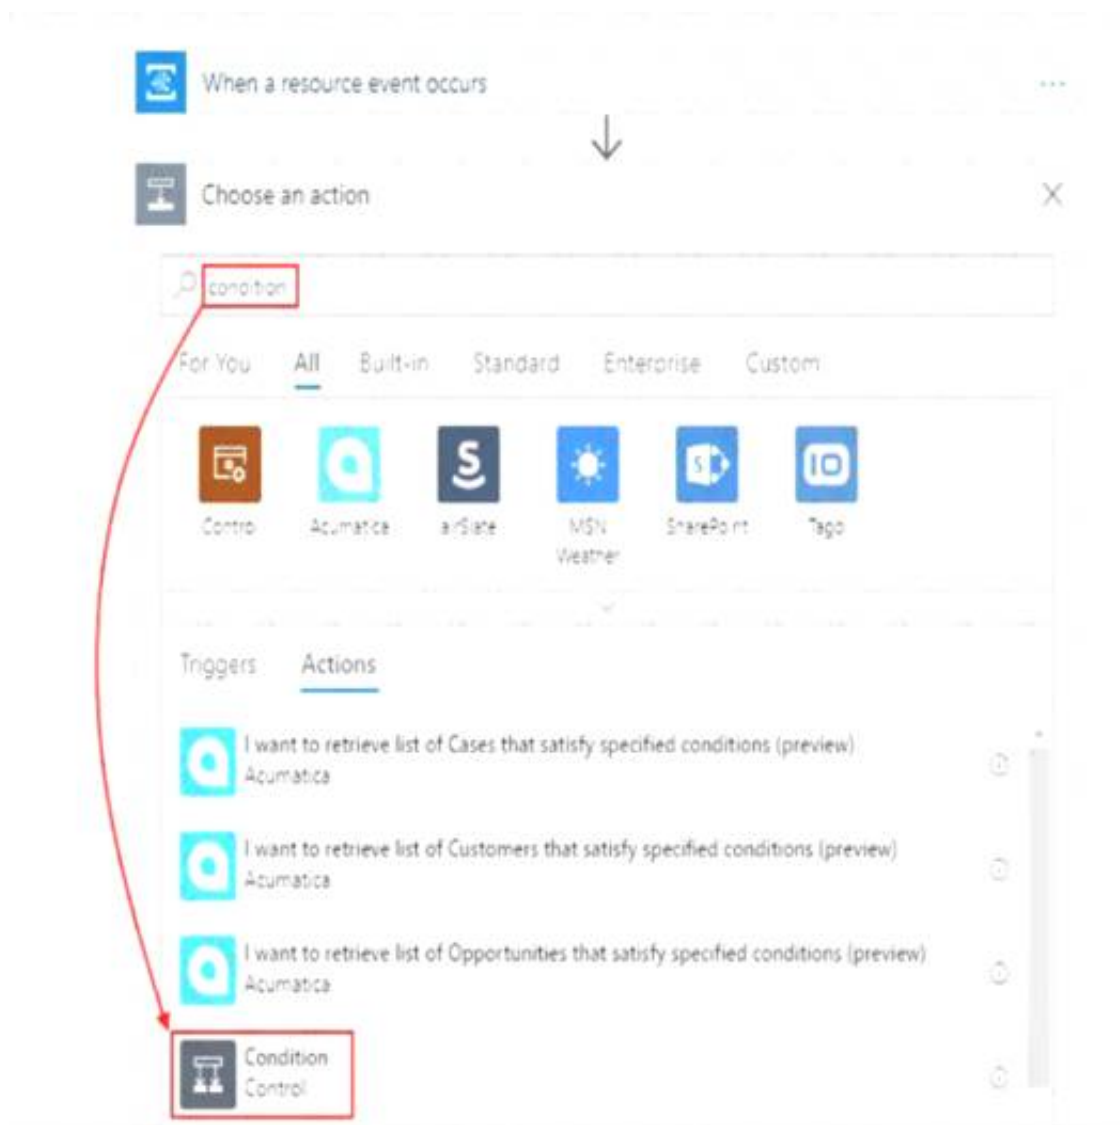 When a resource event occurs
Choose an action
condition
For You All Built-in Standard Enterprise Custom
S
S
IO
Control Acumatica airSlate MSN Weather SharePoint Tago
Triggers Actions
I want to retrieve list of Cases that satisfy specified conditions (preview)
Acumatica
I want to retrieve list of Customers that satisfy specified conditions (preview)
Acumatica
I want to retrieve list of Opportunities that satisfy specified conditions (preview)
Acumatica
Condition
Control